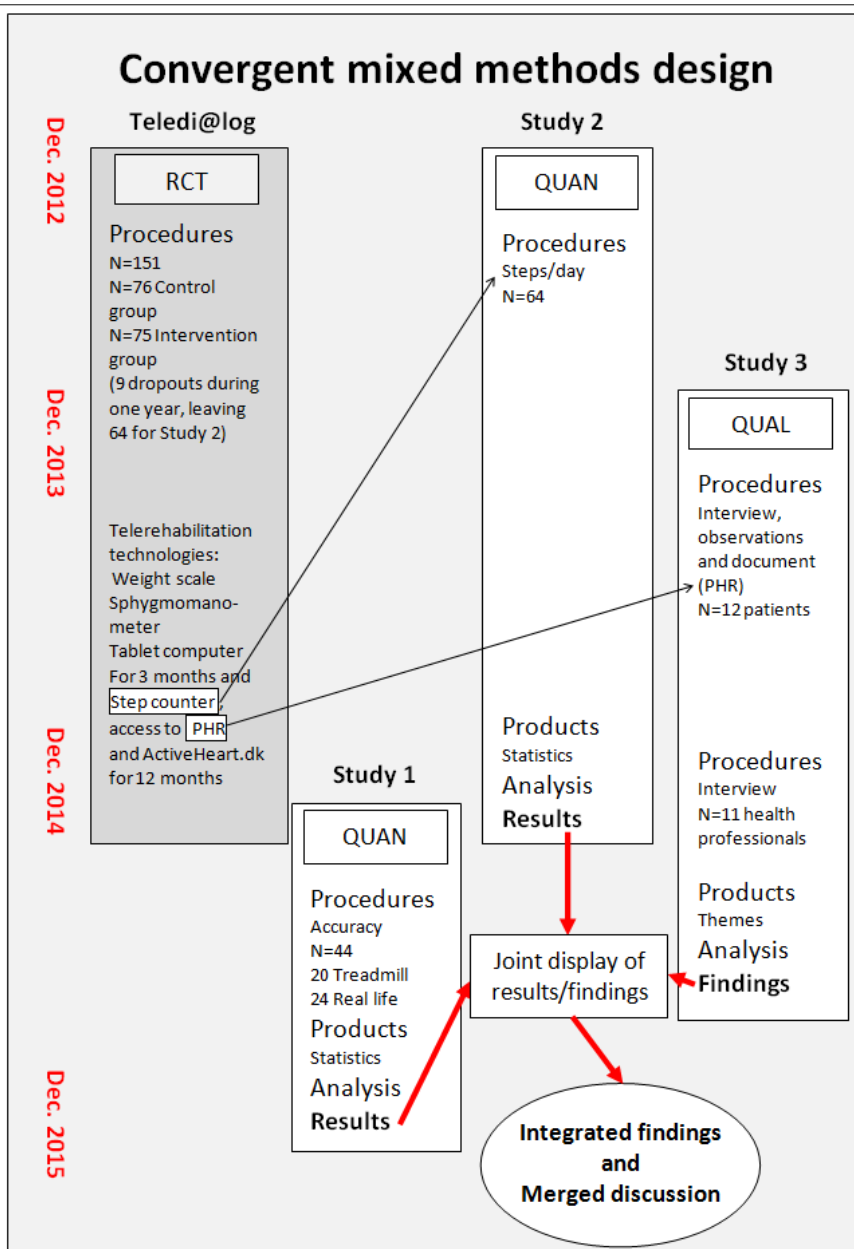 Convergent mixed methods design
Dec. 2012
Dec. 2013
Dec. 2014
Dec. 2015
Teledi@log
RCT
Procedures
N=151
N=76 Control
group
N=75 Intervention
group
(9 dropouts during
one year, leaving
64 for Study 2)
Telerehabilitation
technologies:
Weight scale
Sphygmomano-
meter
Tablet computer
For 3 months and
Step counter,
access to PHR
and ActiveHeart.dk
for 12 months
Study 1
QUAN
Procedures
Accuracy
N=44
20 Treadmill
24 Real life
Products
Statistics
Analysis
Results
Study 2
QUAN
Procedures
Steps/day
N=64
Products
Statistics
Analysis
Results
Study 3
QUAL
Procedures
Interview,
observations
and document
(PHR)
N=12 patients
Procedures
Interview
N=11 health
professionals
Products
Themes
Analysis
Findings
Joint display of
results/findings
Integrated findings
and
Merged discussion